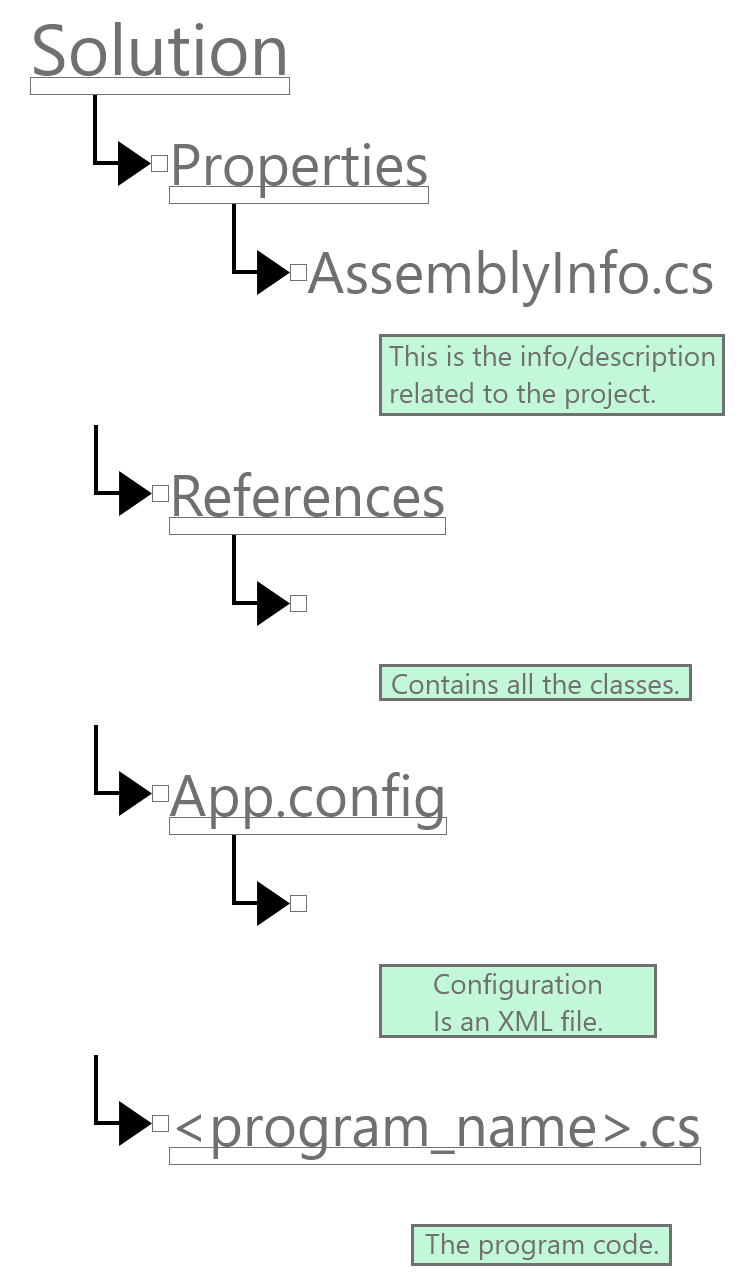 Solution
Properties
AssemblyInfo.cs
This is the info/description
related to the project.
References
Contains all the classes.
App.config
Configuration
Is an XML file.
<program_name>.cs
The program code.